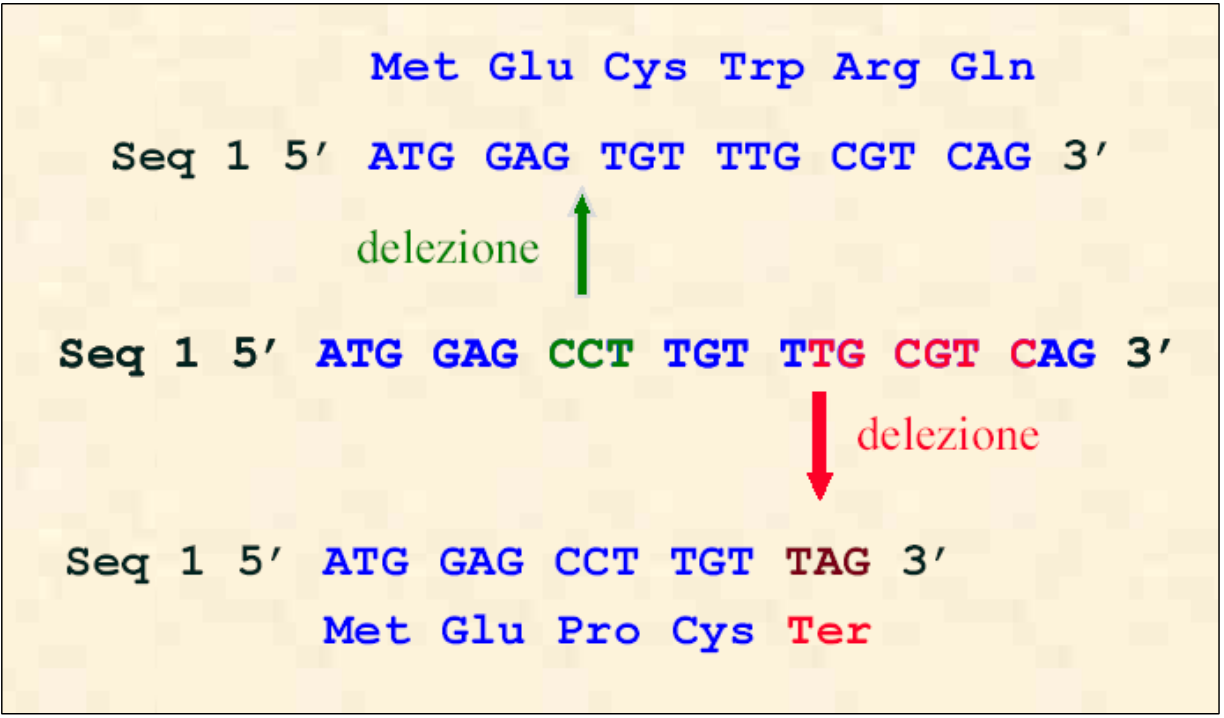 Met Glu Cys Trp Arg Gln
Seq 1 5′ ATG GAG TGT TTG CGT CAG 3′
delezione
Seq 1 5′ ATG GAG CCT TGT TTG CGT CAG 3′
delezione
Seq 1 5′ ATG GAG CCT TGT TAG 3′
Met Glu Pro Cys Ter